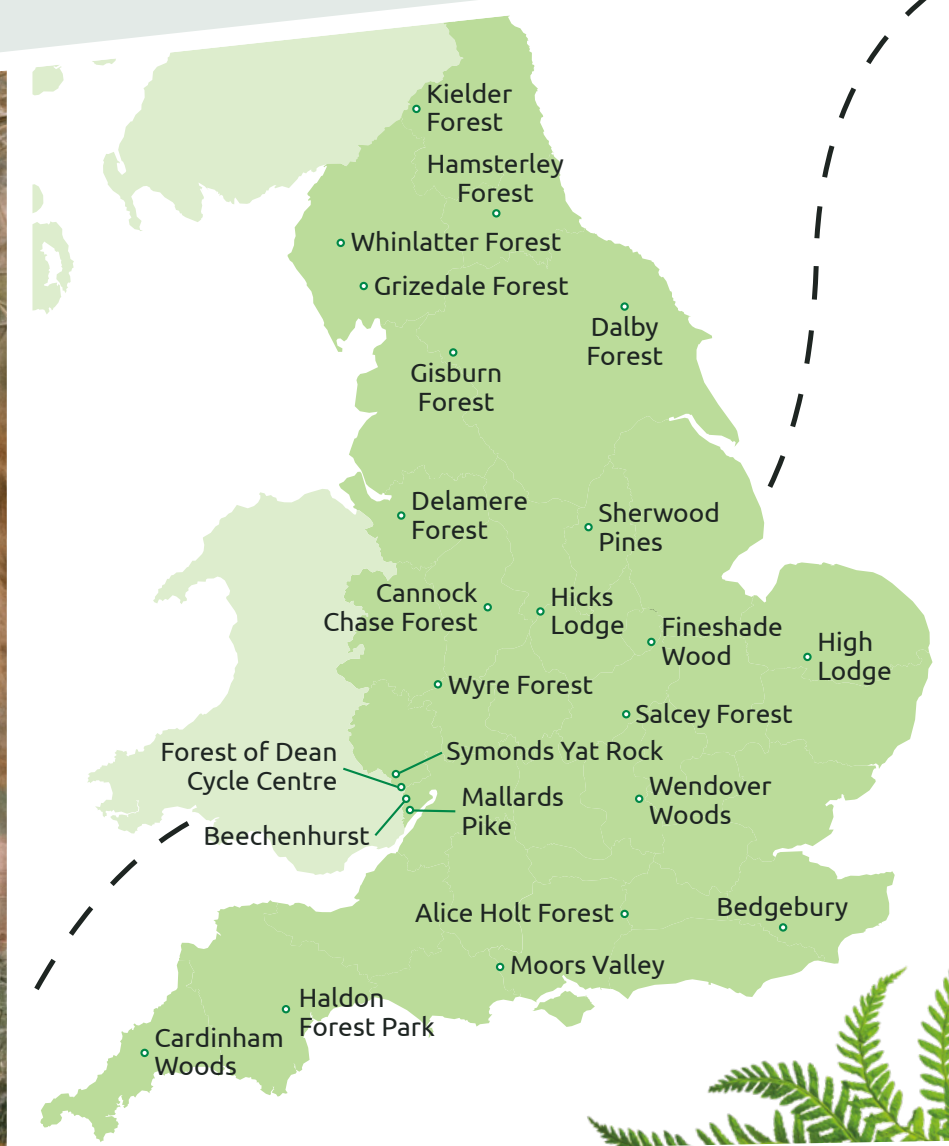 Kielder
Forest
Hamsterley
Forest
Whinlatter Forest
Grizedale Forest
Dalby
Forest
Gisburn
Forest
Delamere
Forest
Sherwood
Pines
Cannock
Chase Forest
Hicks
Lodge
Fineshade
Wood
High
Lodge
Wyre Forest
Salcey Forest
Forest of Dean
Cycle Centre
Symonds Yat Rock
Mallards
Pike
Wendover
Woods
Beechenhurst
Alice Holt Forest
Bedgebury
Moors Valley
Haldon
Forest Park
Cardinham
Woods